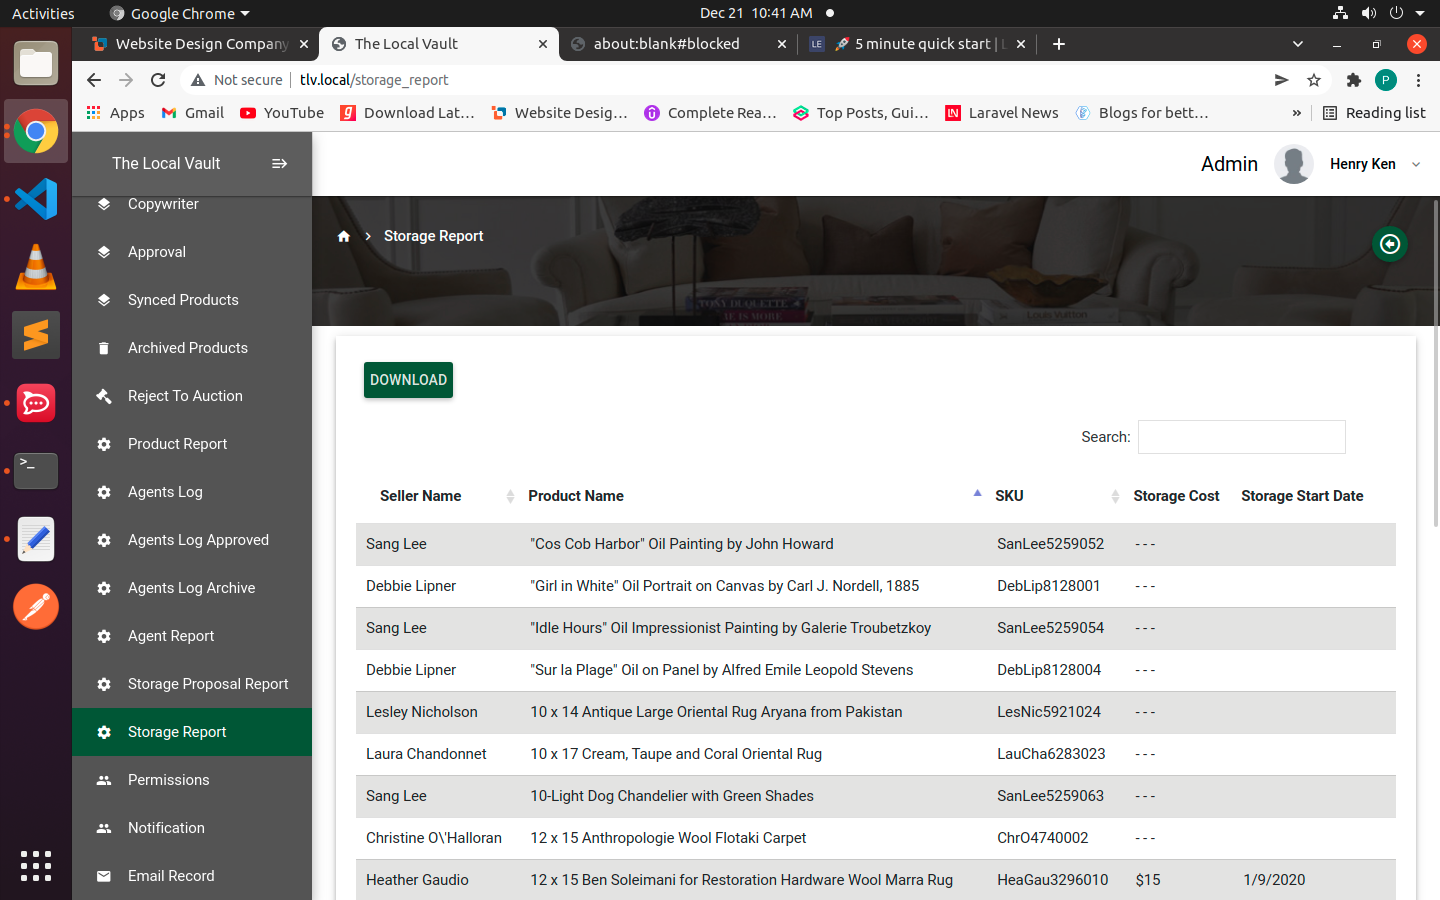 Activities
Google Chrome
Dec 21 10:41 AM
Website Design Company
The Local Vault
about:blank#blocked
LE
🚀 5 minute quick start | L
Not secure
tlv.local/storage_report
P
Apps
Gmail
YouTube
Download Lat...
Website Desig...
Complete Rea...
Top Posts, Gui...
LN
Laravel News
Blogs for bett...
»
Reading list
The Local Vault
Admin
Henry Ken
Storage Report
TONY DUQUETTE
Louis Vuitton
Copywriter
Approval
Synced Products
Archived Products
Reject To Auction
Product Report
Agents Log
Agents Log Approved
Agents Log Archive
Agent Report
Storage Proposal Report
Storage Report
Permissions
Notification
Email Record
DOWNLOAD
Search:
Seller Name Product Name SKU Storage Cost Storage Start Date
Sang Lee "Cos Cob Harbor" Oil Painting by John Howard SanLee5259052 ---
Debbie Lipner "Girl in White" Oil Portrait on Canvas by Carl J. Nordell, 1885 DebLip8128001 ---
Sang Lee "Idle Hours" Oil Impressionist Painting by Galerie Troubetzkoy SanLee5259054 ---
Debbie Lipner "Sur la Plage" Oil on Panel by Alfred Emile Leopold Stevens DebLip8128004 ---
Lesley Nicholson 10 x 14 Antique Large Oriental Rug Aryana from Pakistan LesNic5921024 ---
Laura Chandonnet 10 x 17 Cream, Taupe and Coral Oriental Rug LauCha6283023 ---
Sang Lee 10-Light Dog Chandelier with Green Shades SanLee5259063 ---
Christine O\'Halloran 12 x 15 Anthropologie Wool Flotaki Carpet ChrO4740002 ---
Heather Gaudio 12 x 15 Ben Soleimani for Restoration Hardware Wool Marra Rug HeaGau3296010 $15 1/9/2020